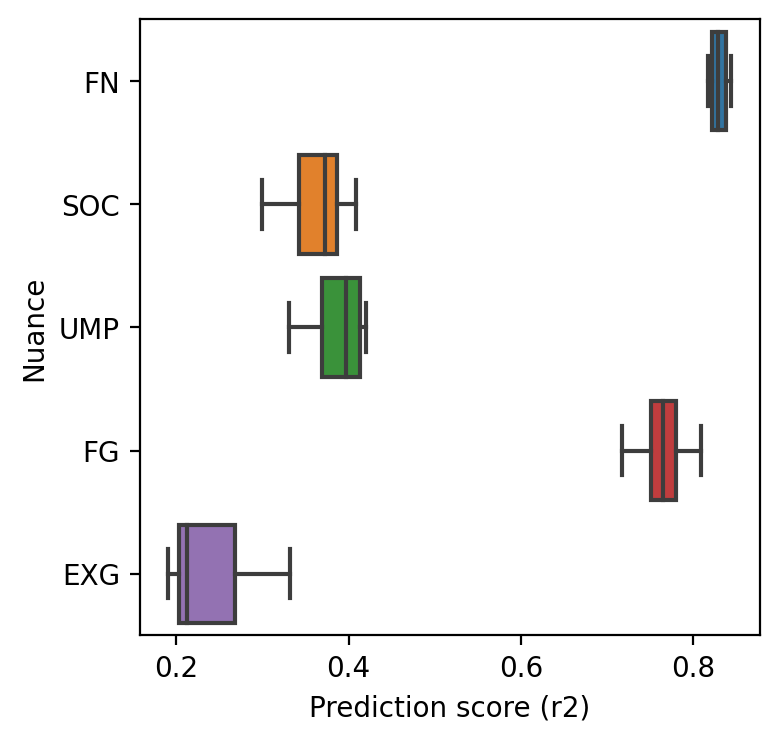 FN
SOC
UMP
FG
EXG
Nuance
0.2 0.4 0.6 0.8
Prediction score (r2)